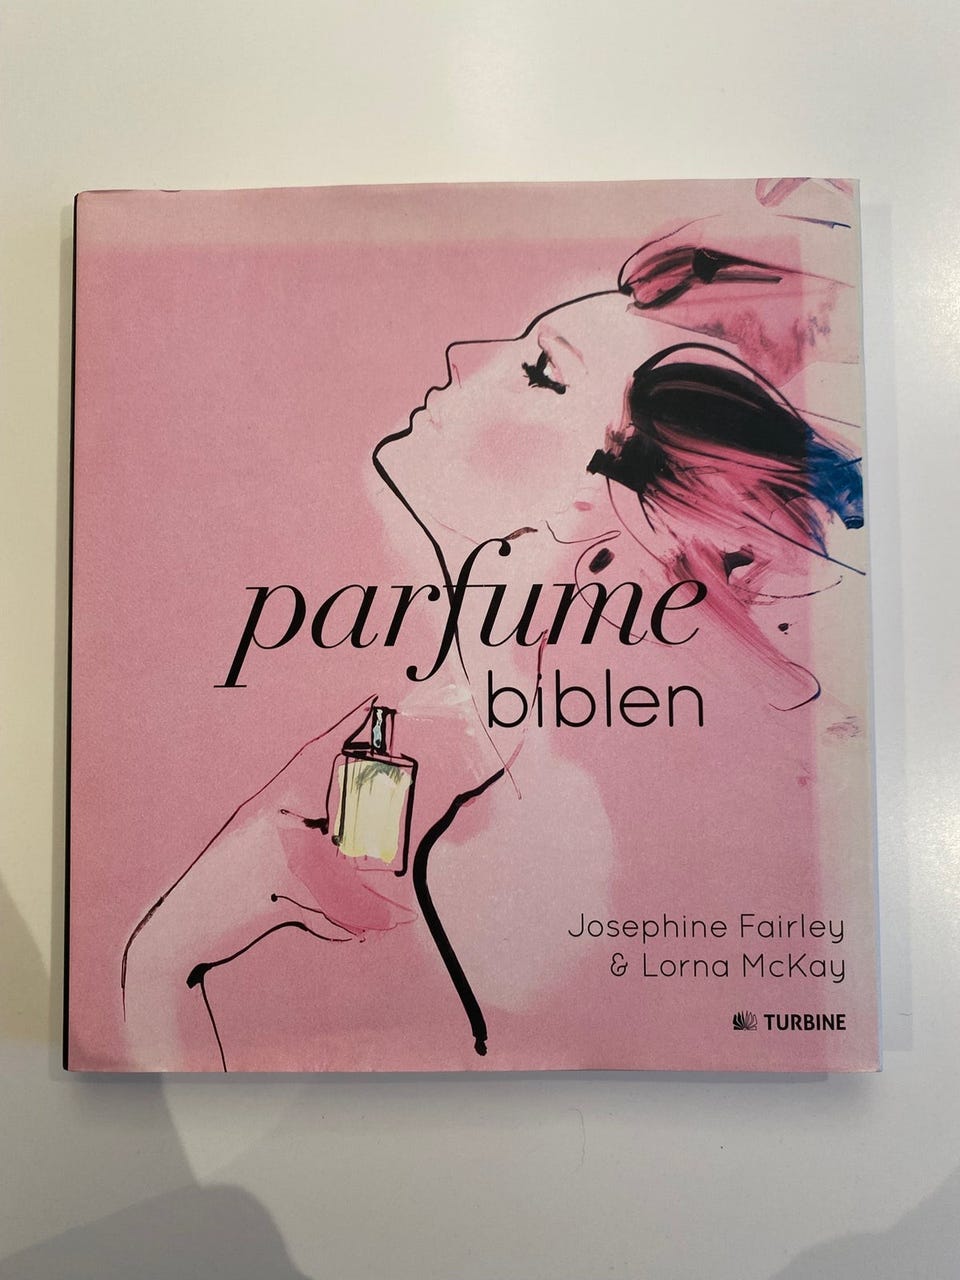 parfume
biblen
Josephine Fairley
& Lorna McKay
TURBINE